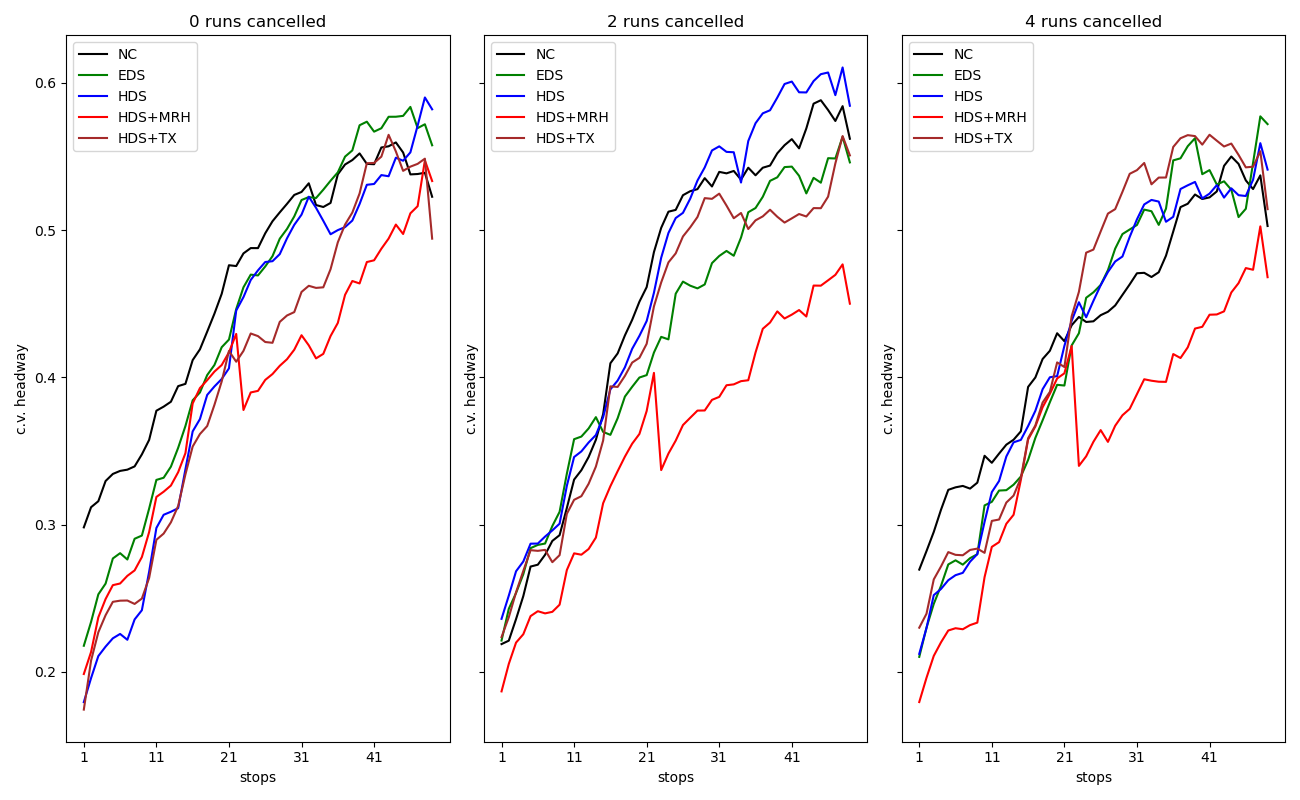 0 runs cancelled
NC
EDS
HDS
HDS+MRH
HDS+TX
0.6
0.5
0.4
0.3
0.2
c.v. headway
1 11 21 31 41
stops
2 runs cancelled
NC
EDS
HDS
HDS+MRH
HDS+TX
c.v. headway
1 11 21 31 41
stops
4 runs cancelled
NC
EDS
HDS
HDS+MRH
HDS+TX
c.v. headway
1 11 21 31 41
stops